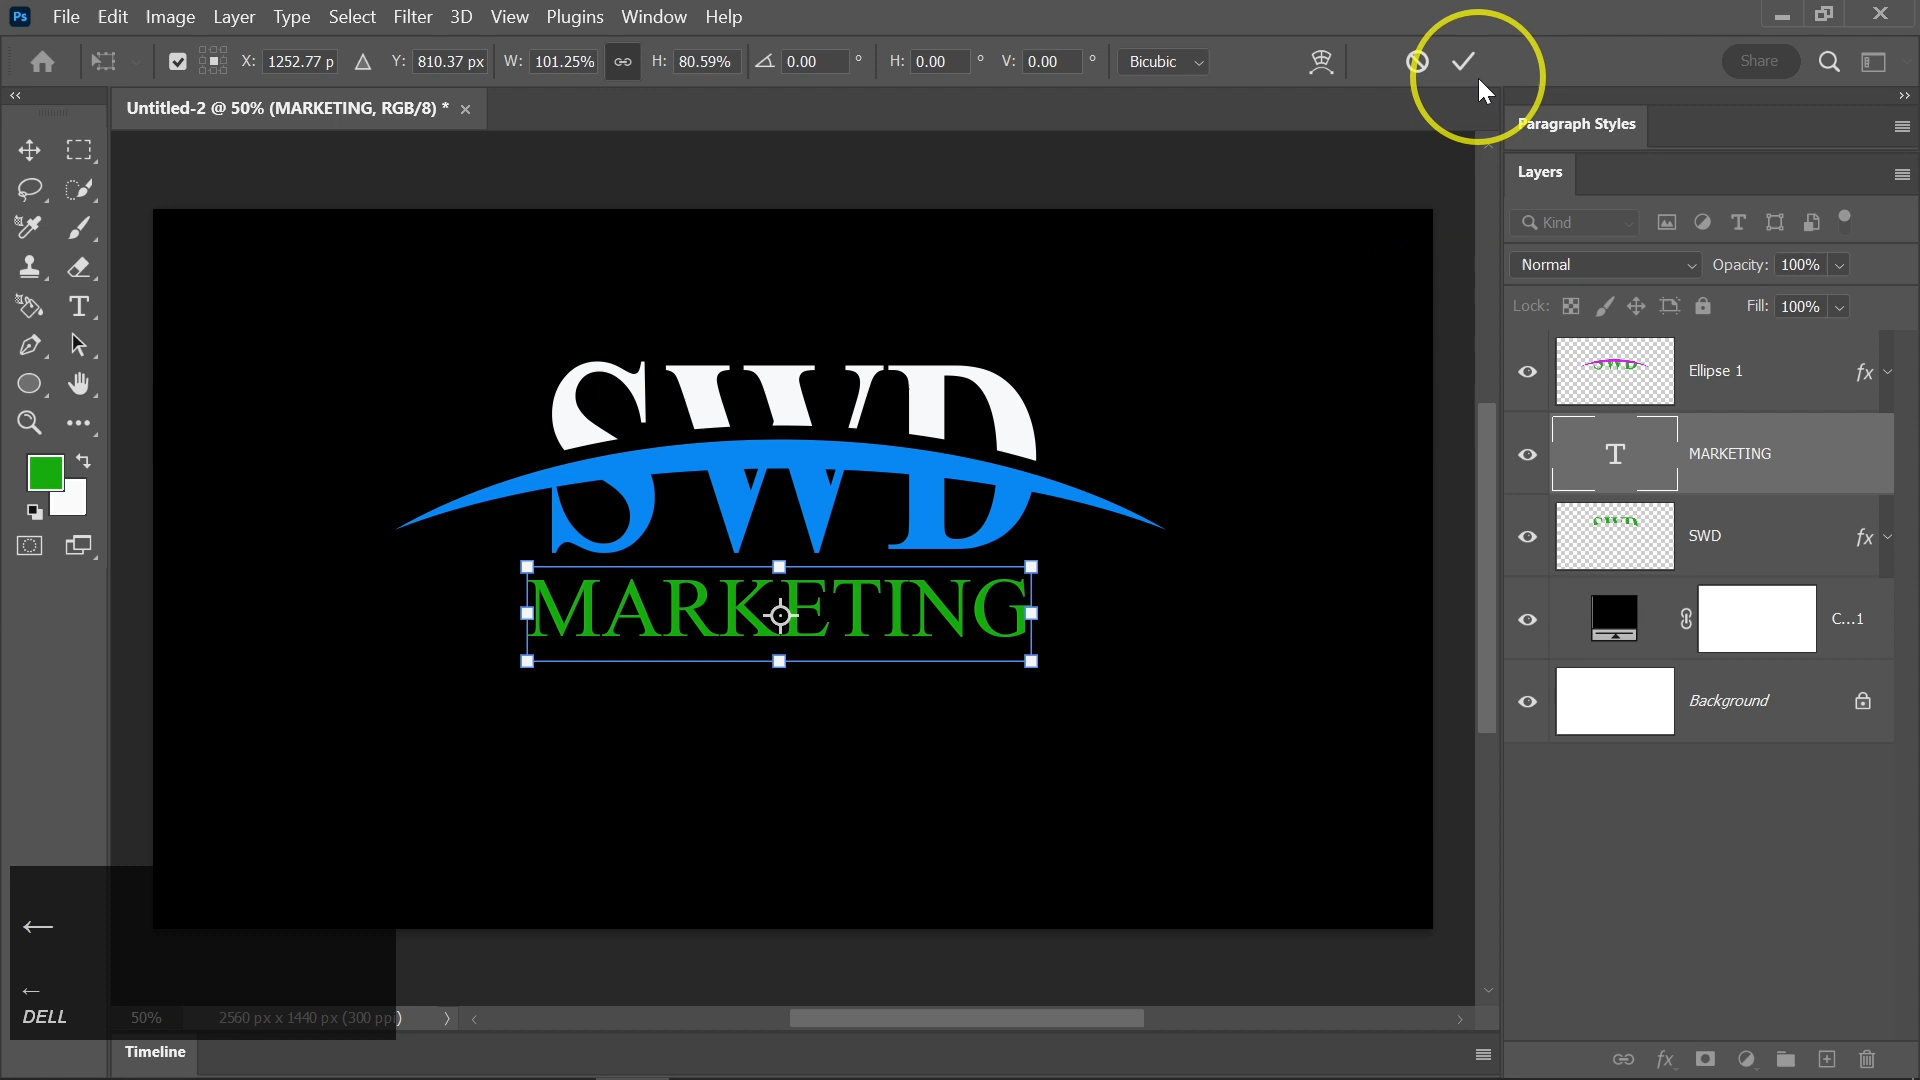 Ps File Edit Image Layer Type Select Filter 3D View Plugins Window Help
X: 1252.77 p Y: 810.37 px W: 101.25% H: 80.59% 0.00 ° H: 0.00 ° V: 0.00 ° Bicubic Share
Untitled-2 @ 50% (MARKETING, RGB/8) * ×
Paragraph Styles
Layers
Kind
Normal Opacity: 100%
Lock: Fill: 100%
Ellipse 1 fx
MARKETING
SWD fx
C...1
Background
SWD
MARKETING
DELL
50% 2560 px x 1440 px (300 ppi)
Timeline
fx